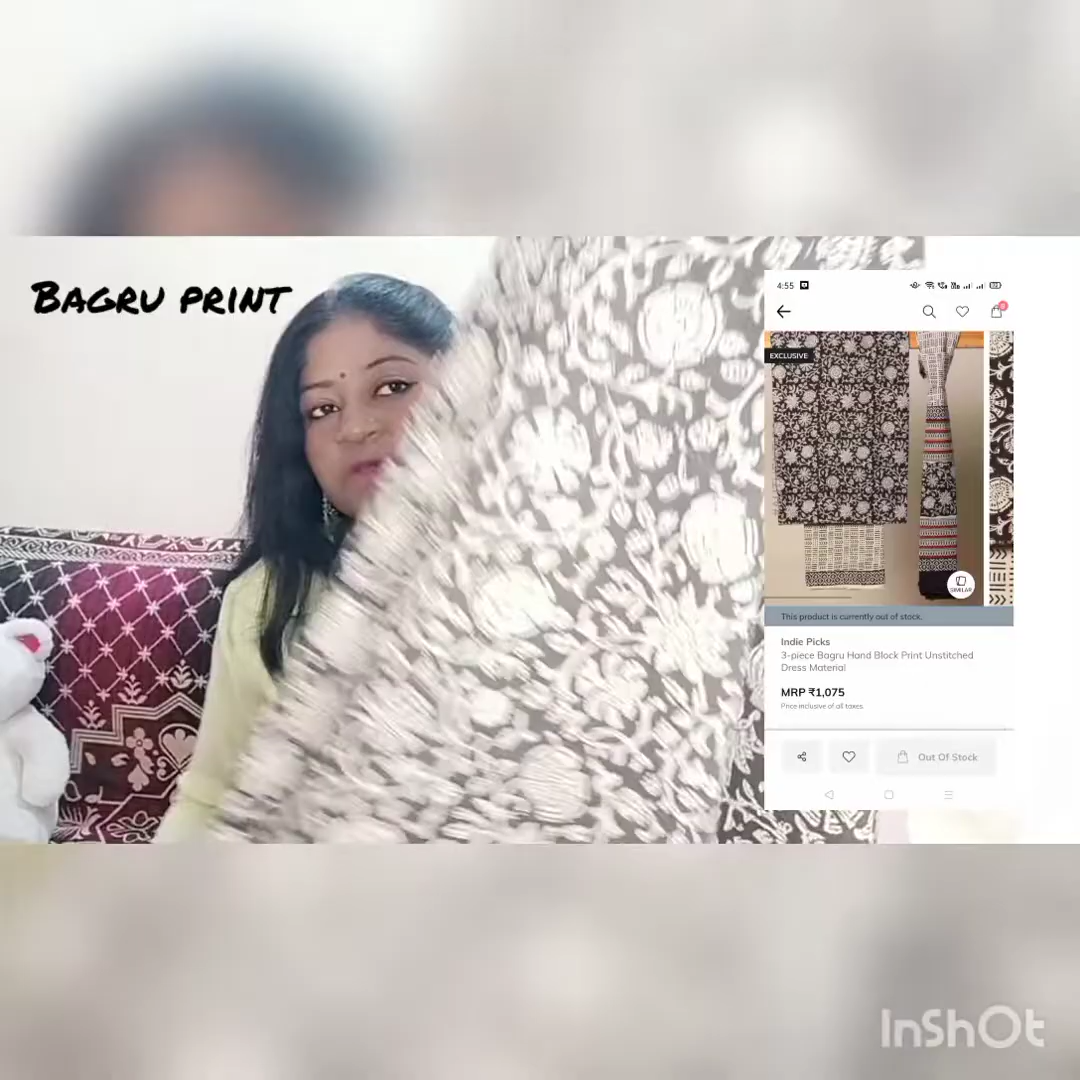 BAGRU PRINT
4:55
EXCLUSIVE
SIMILAR
This product is currently out of stock.
Indie Picks
3-piece Bagru Hand Block Print Unstitched
Dress Material
MRP ₹1,075
Price inclusive of all taxes.
Out Of Stock
InShOt